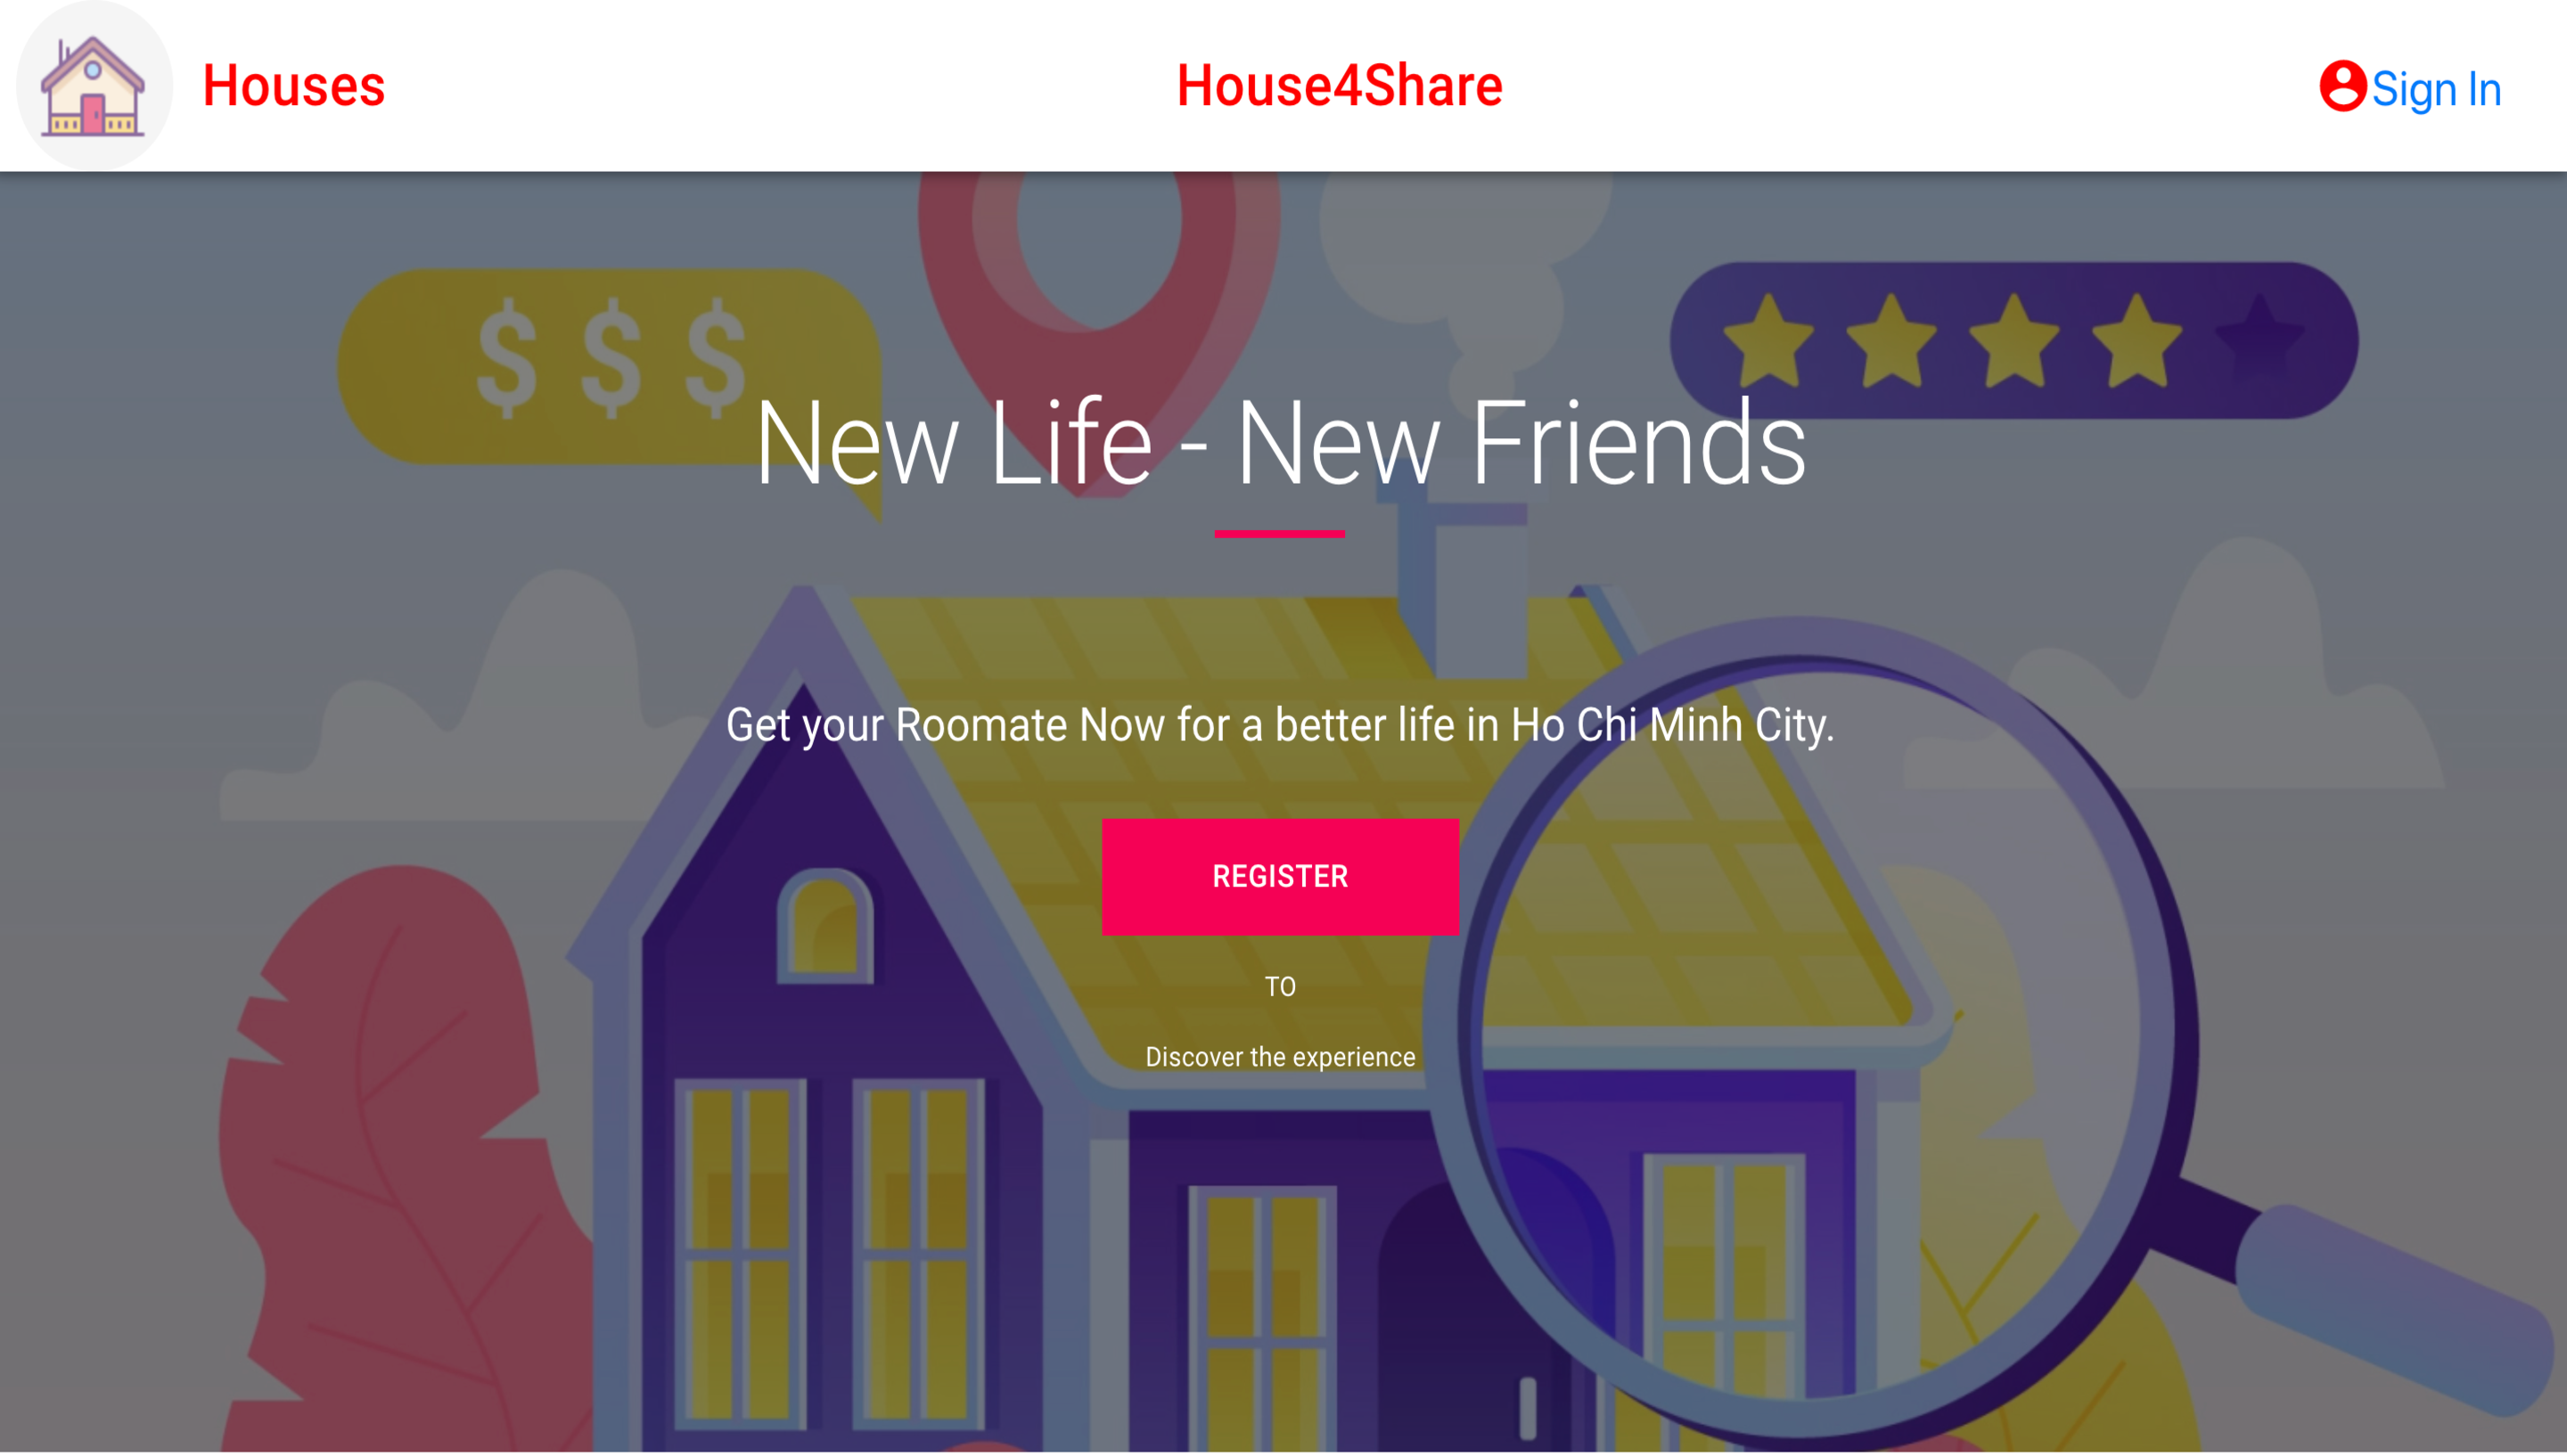 Houses
House4Share
Sign In
$ $ $
New Life - New Friends
Get your Roomate Now for a better life in Ho Chi Minh City.
REGISTER
TO
Discover the experience